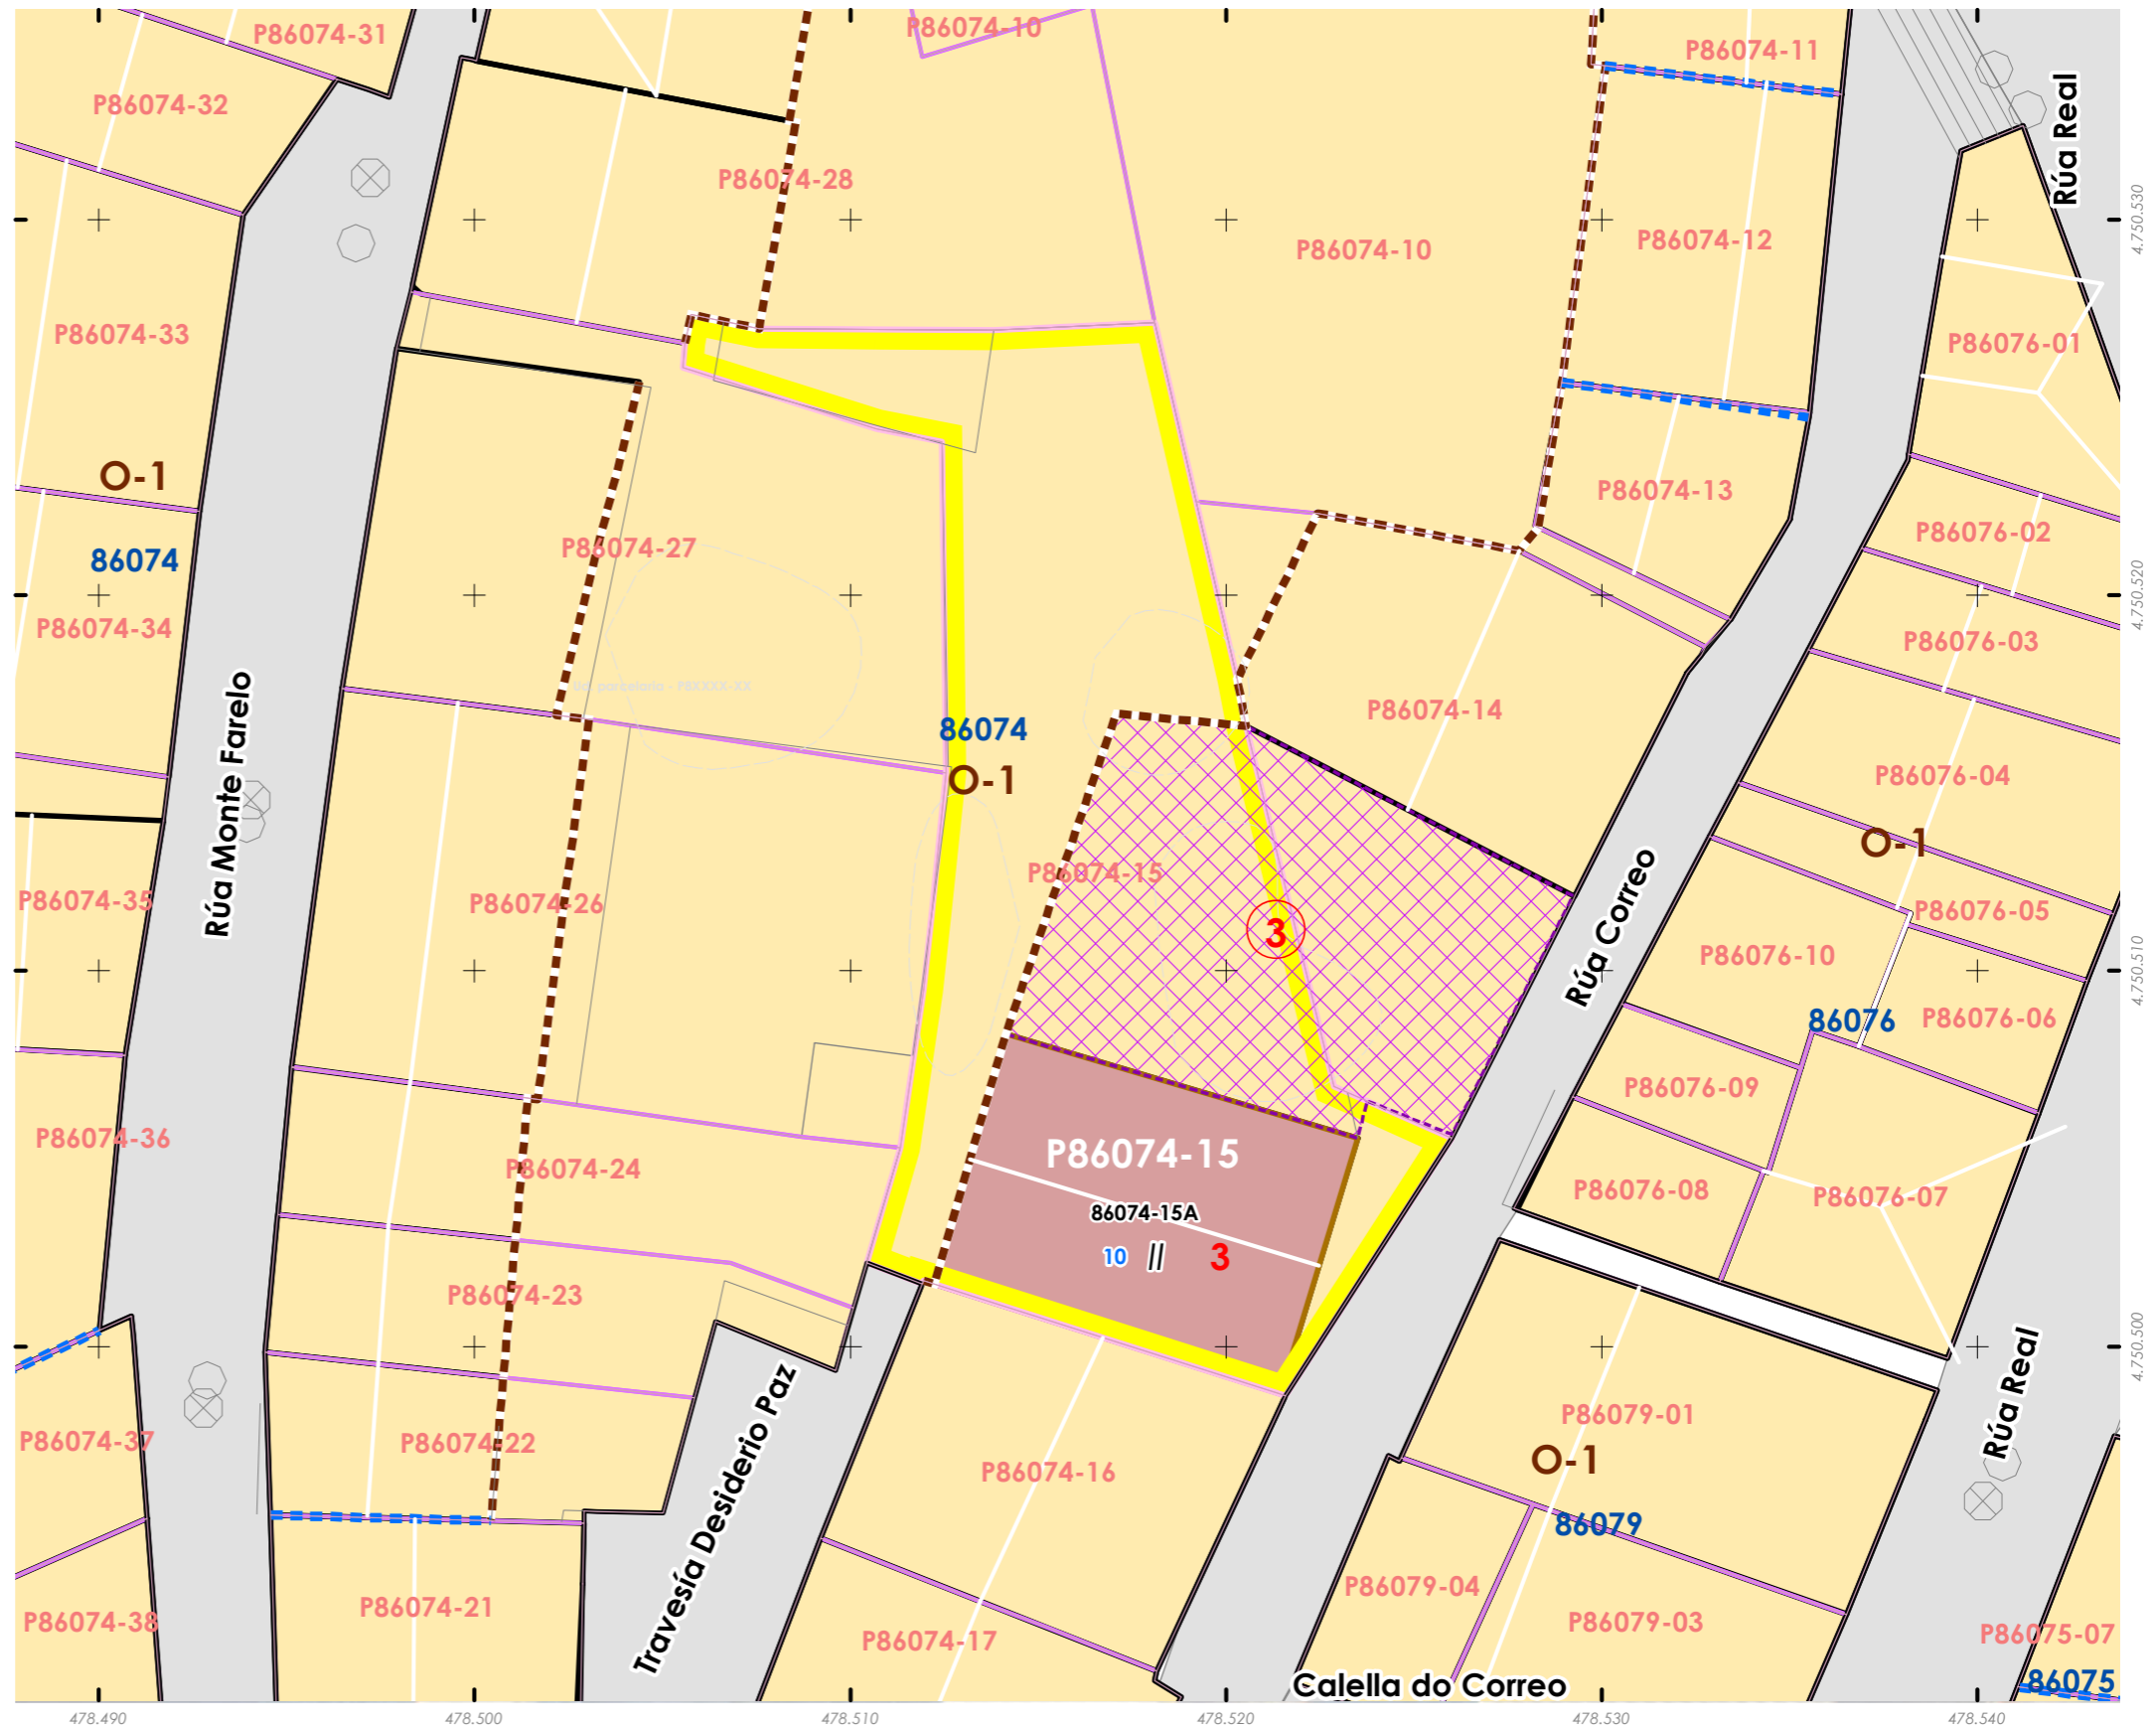 P86074-31
P86074-10
P86074-11
P86074-32
Rúa Real
P86074-28
4.750.530
P86074-12
P86074-10
P86074-33
P86076-01
O-1
P86074-13
P86076-02
P86074-27
86074
4.750.520
P86074-34
P86076-03
P86074-14
86074
O-1
P86076-04
Rúa Monte Farelo
O-1
P86074-15
P86074-35
P86074-26
P86076-05
3
Rúa Correo
P86076-10
4.750.510
P86076-06
86076
P86076-09
P86074-36
P86074-15
P86074-24
P86076-08
P86076-07
86074-15A
10 || 3
P86074-23
4.750.500
Rúa Real
P86079-01
P86074-37
P86074-22
O-1
P86074-16
Travesía Desiderio Paz
86079
P86079-04
P86074-21
P86074-38
P86079-03
P86074-17
P86075-07
86075
Calella do Correo
478.490
478.500
478.510
478.520
478.530
478.540